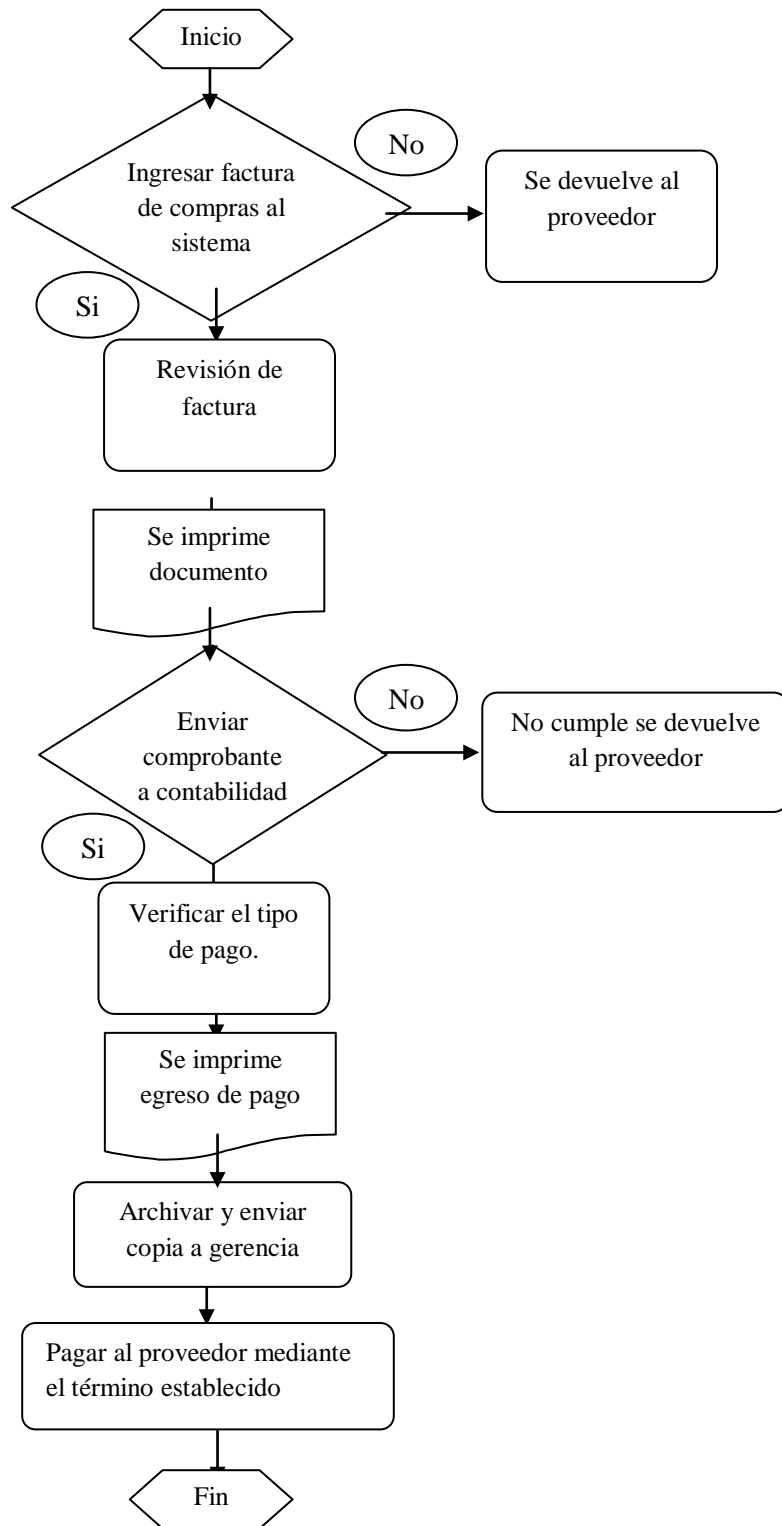 Inicio
No
Ingresar factura
de compras al
sistema
Se devuelve al
proveedor
Si
Revisión de
factura
Se imprime
documento
No
Enviar
comprobante
a contabilidad
No cumple se devuelve
al proveedor
Si
Verificar el tipo
de pago.
Se imprime
egreso de pago
Archivar y enviar
copia a gerencia
Pagar al proveedor mediante
el término establecido
Fin